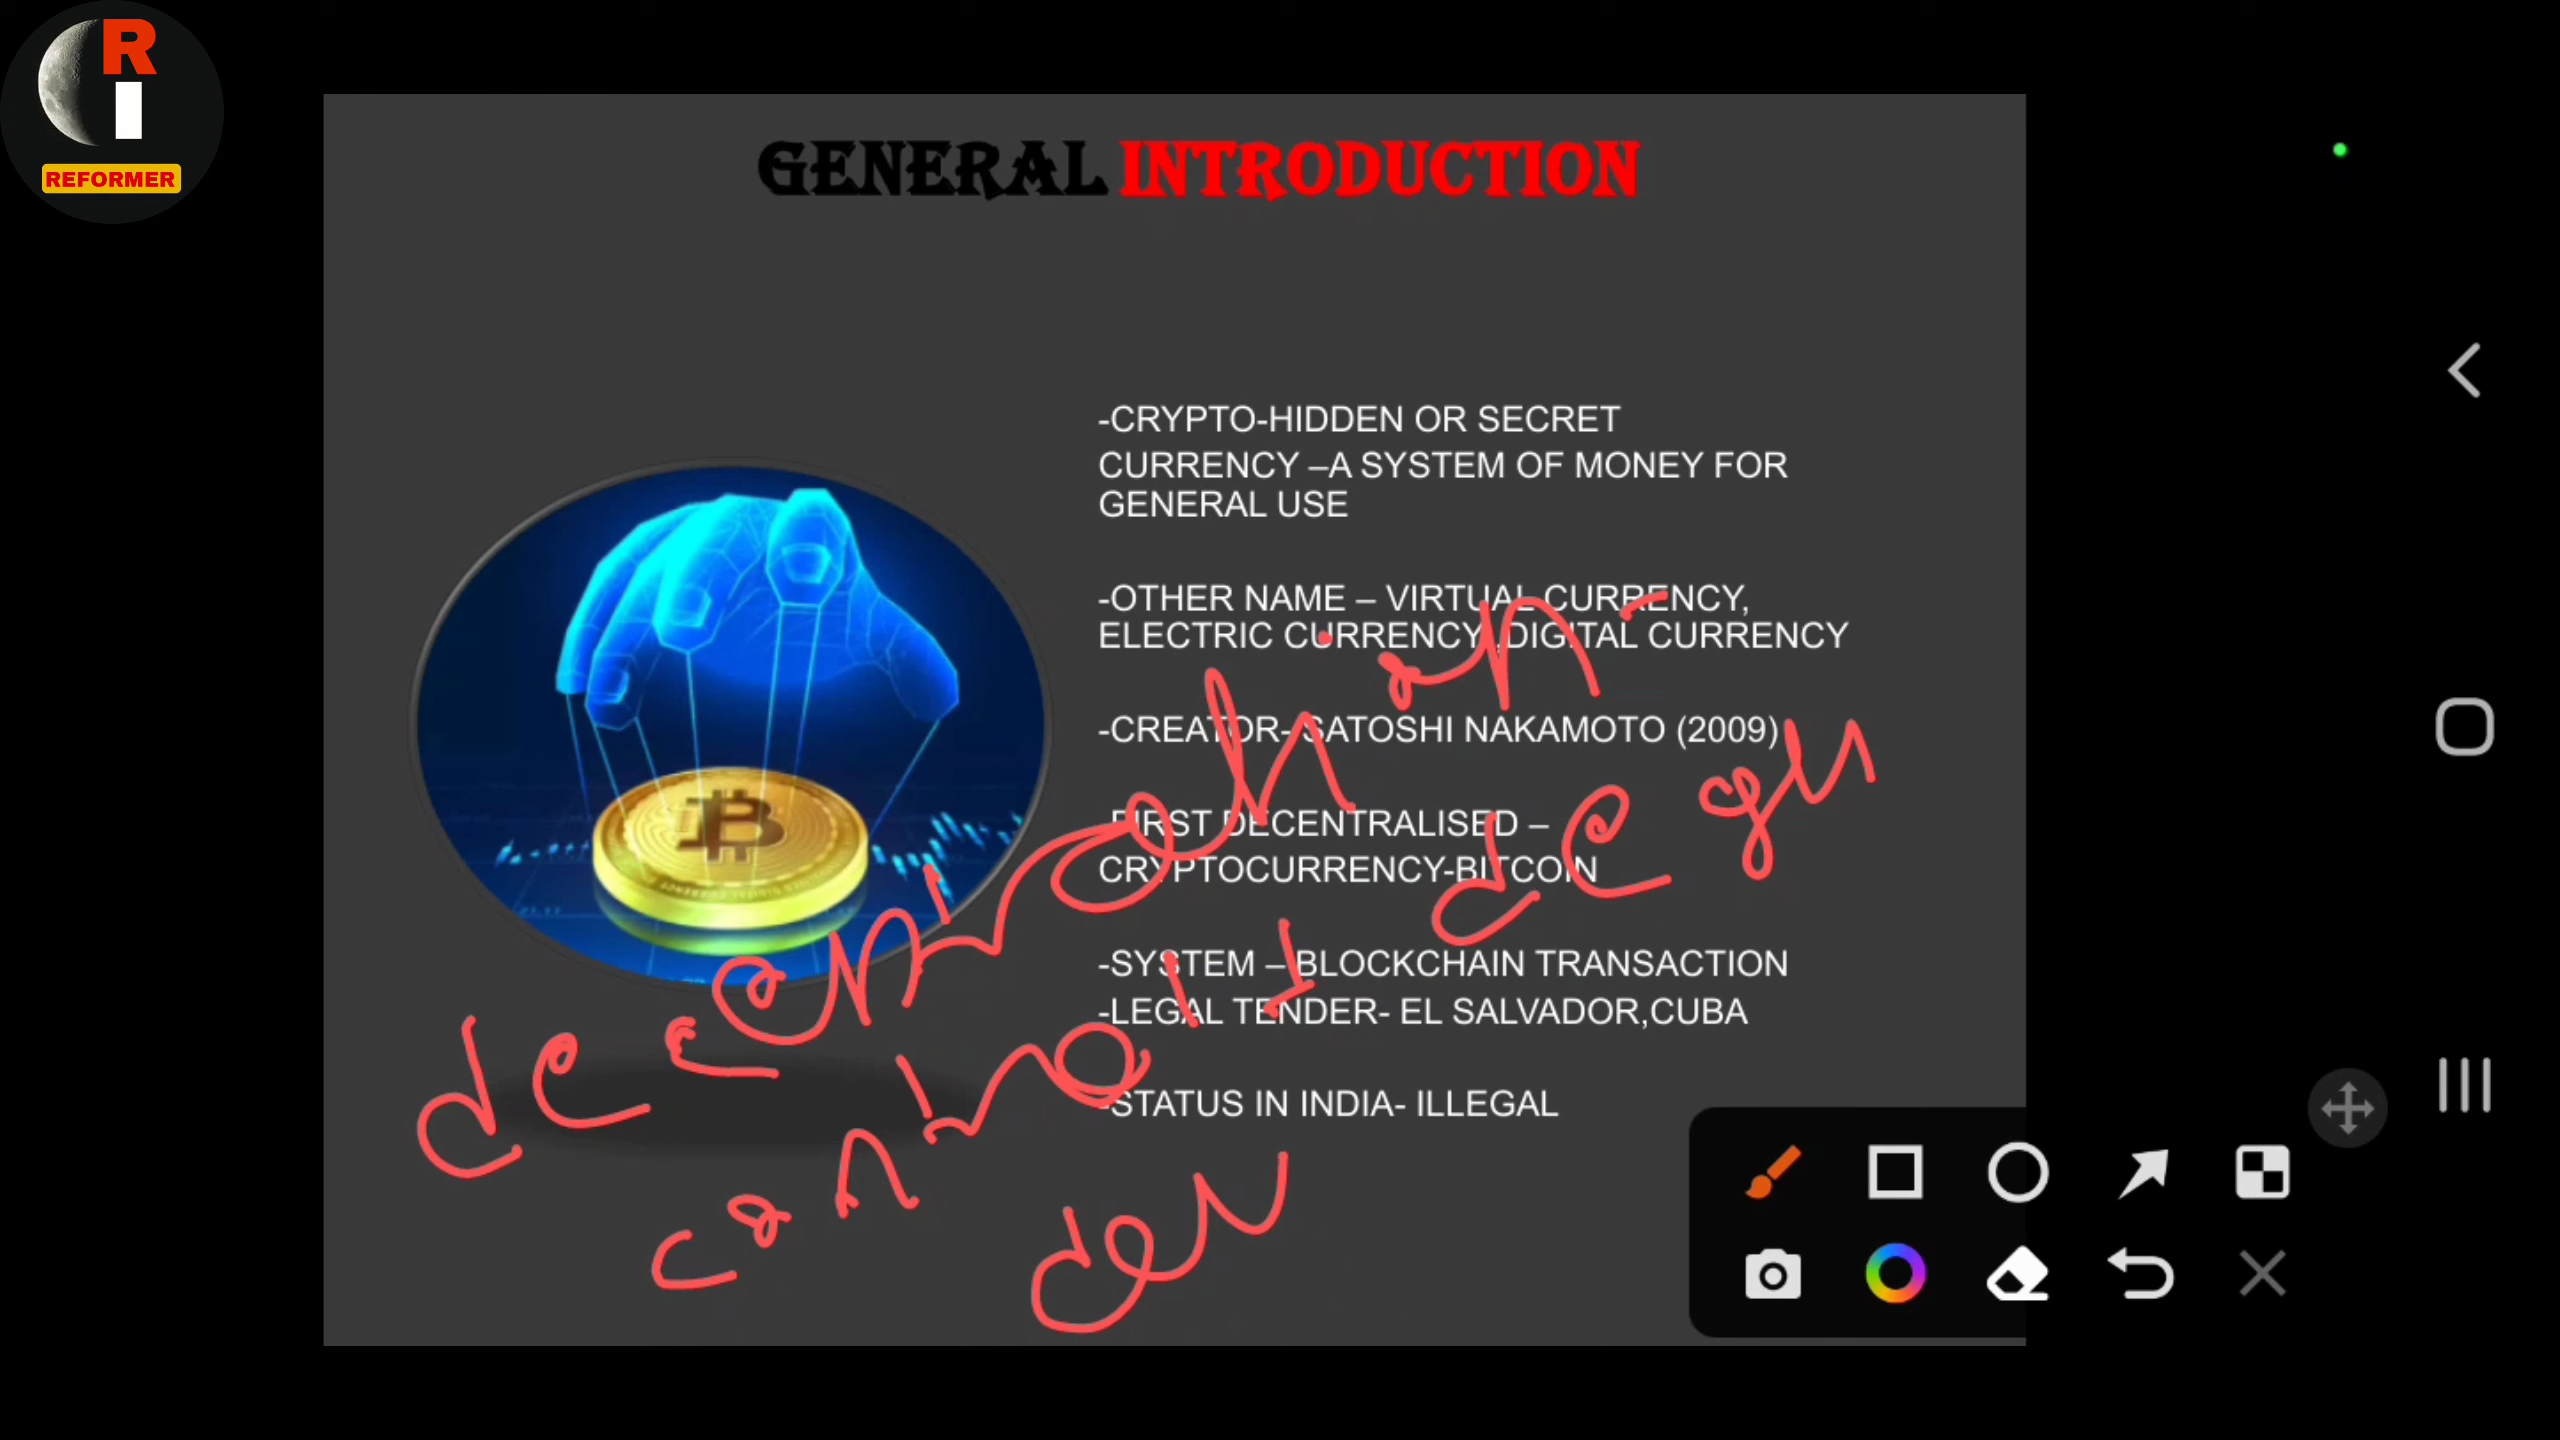 R
I
REFORMER
GENERAL INTRODUCTION
-CRYPTO-HIDDEN OR SECRET
CURRENCY –A SYSTEM OF MONEY FOR
GENERAL USE
-OTHER NAME – VIRTUAL CURRENCY,
ELECTRIC CURRENCY ,DIGITAL CURRENCY
-CREATOR- SATOSHI NAKAMOTO (2009)
-FIRST DECENTRALISED –
CRYPTOCURRENCY-BITCOIN
-SYSTEM – BLOCKCHAIN TRANSACTION
-LEGAL TENDER- EL SALVADOR,CUBA
-STATUS IN INDIA- ILLEGAL